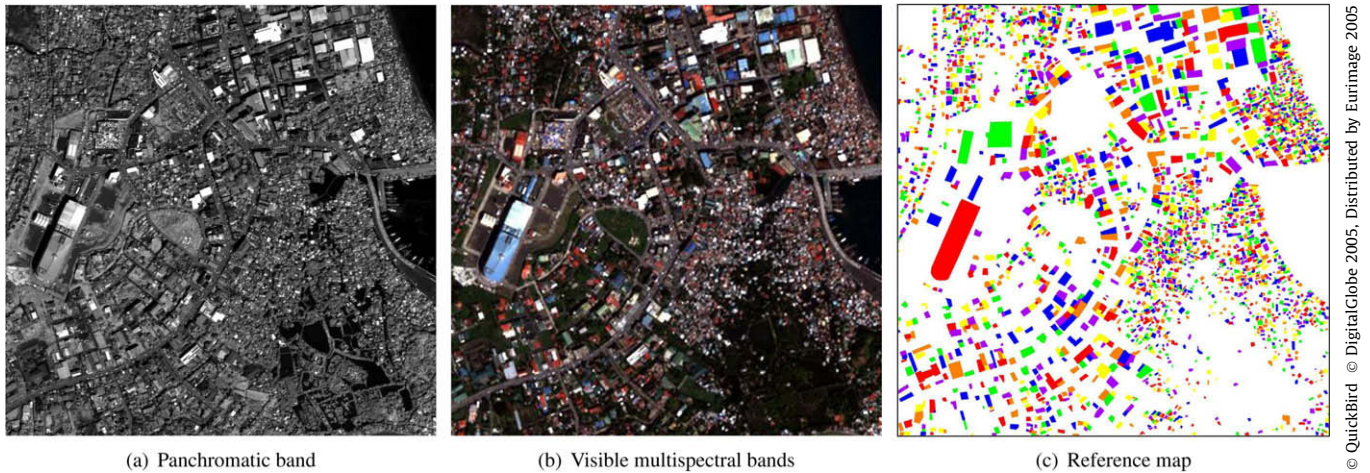 (a) Panchromatic band
(b) Visible multispectral bands
(c) Reference map
© QuickBird © DigitalGlobe 2005, Distributed by Eurimage 2005